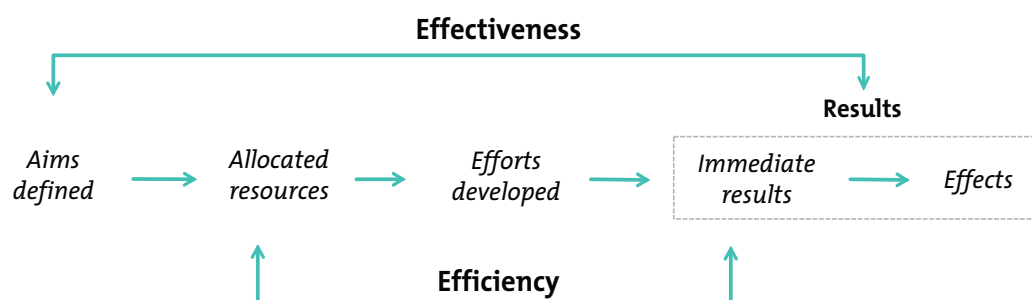 Effectiveness
Results
Aims
defined
Allocated
resources
Efforts
developed
Immediate
results
Effects
Efficiency